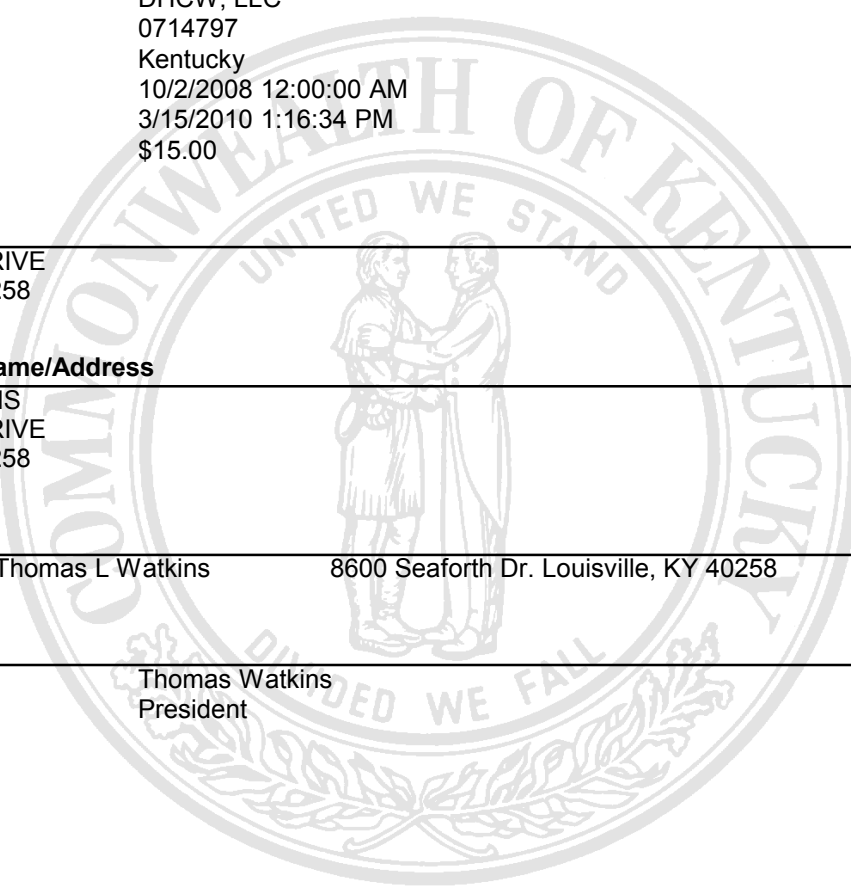 DHCW, LLC
0714797
Kentucky
10/2/2008 12:00:00 AM
3/15/2010 1:16:34 PM
$15.00
COMMONWEALTH OF KENTUCKY
UNITED WE STAND
RIVE
258
ame/Address
IS
RIVE
258
Thomas L Watkins 8600 Seaforth Dr. Louisville, KY 40258
Thomas Watkins
President
DIVIDED WE FALL